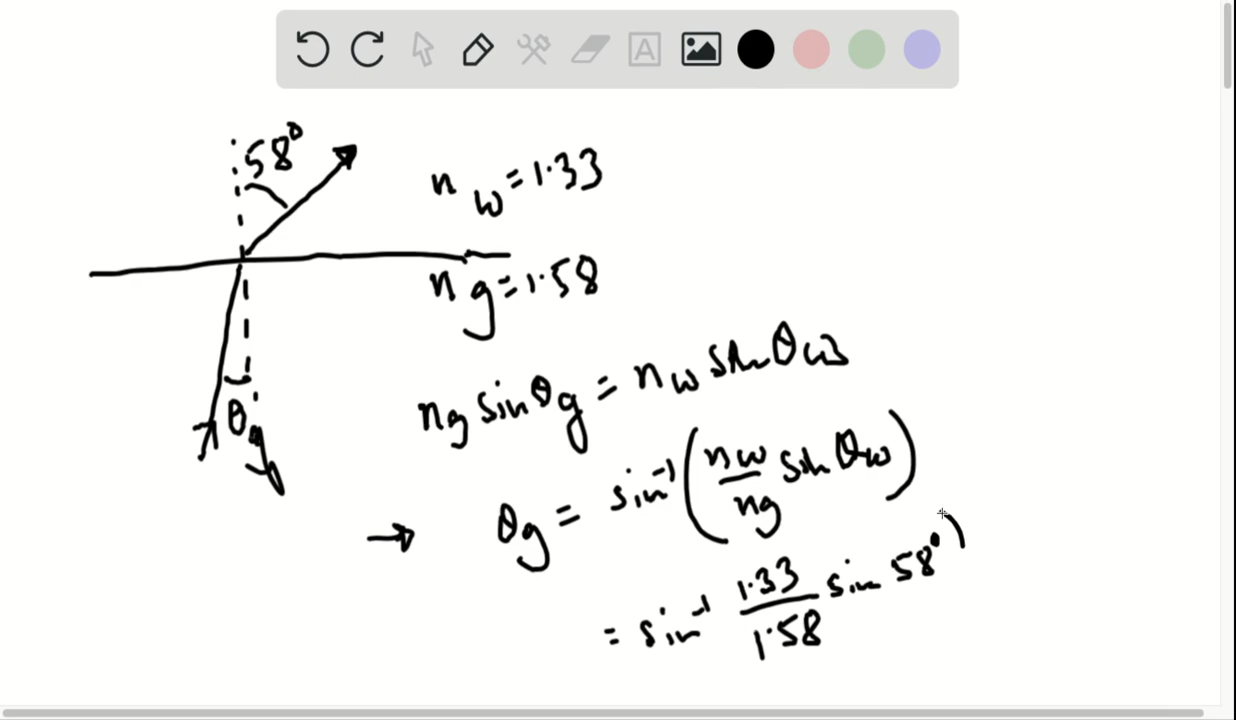 A
58°
n_w = 1.33
n_g = 1.58
n_g sin θ_g = n_w sin θ_w
θ_g
→ θ_g = sin⁻¹ (n_w/n_g sin θ_w)
= sin⁻¹ 1.33/1.58 sin 58°)